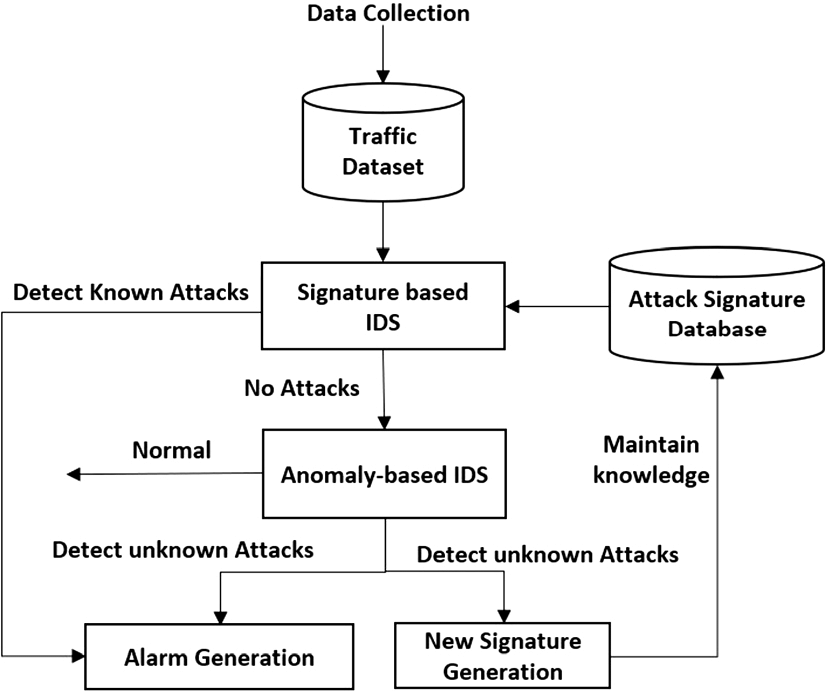 Data Collection
Traffic
Dataset
Detect Known Attacks
Signature based
IDS
Attack Signature
Database
No Attacks
Normal
Anomaly-based IDS
Maintain
knowledge
Detect unknown Attacks
Detect unknown Attacks
Alarm Generation
New Signature
Generation